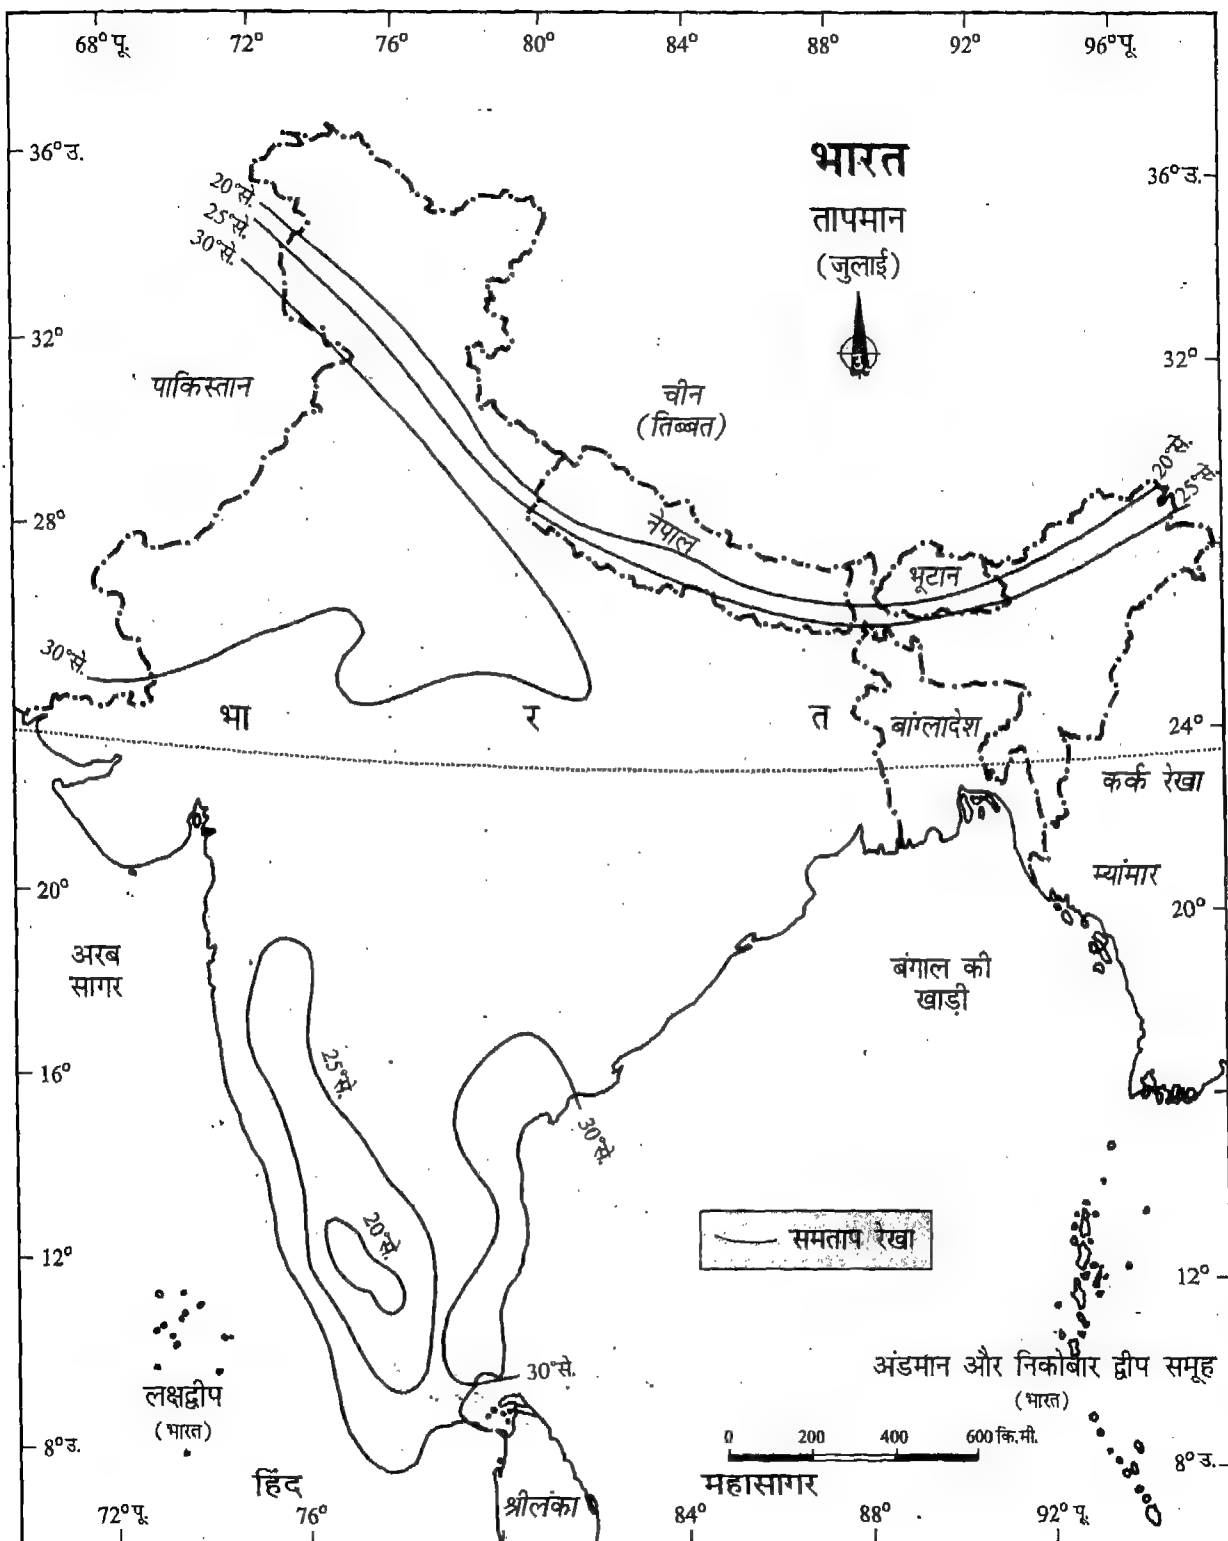 68° पू.
72°
76°
80°
84°
88°
92°
96° पू.
36° उ.
भारत
तापमान
(जुलाई)
36° उ.
20°से.
25°से.
30°से.
32°
32°
पाकिस्तान
चीन
(तिब्बत)
20°से.
25°से.
28°
नेपाल
भूटान
30°से.
भा र त
बांग्लादेश
24°
कर्क रेखा
म्यांमार
20°
20°
अरब
सागर
बंगाल की
खाड़ी
16°
25°से.
30°से.
20°से.
समताप रेखा
12°
12°
लक्षद्वीप
(भारत)
30°से.
अंडमान और निकोबार द्वीप समूह
(भारत)
0 200 400 600 कि.मी.
8° उ.
8° उ.
हिंद
महासागर
श्रीलंका
72° पू.
76°
84°
88°
92° पू.